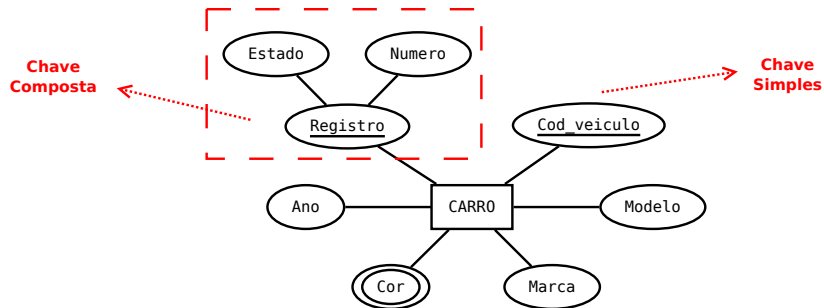 Estado
Numero
Chave
Composta
Chave
Simples
Registro
Cod_veiculo
Ano
CARRO
Modelo
Cor
Marca